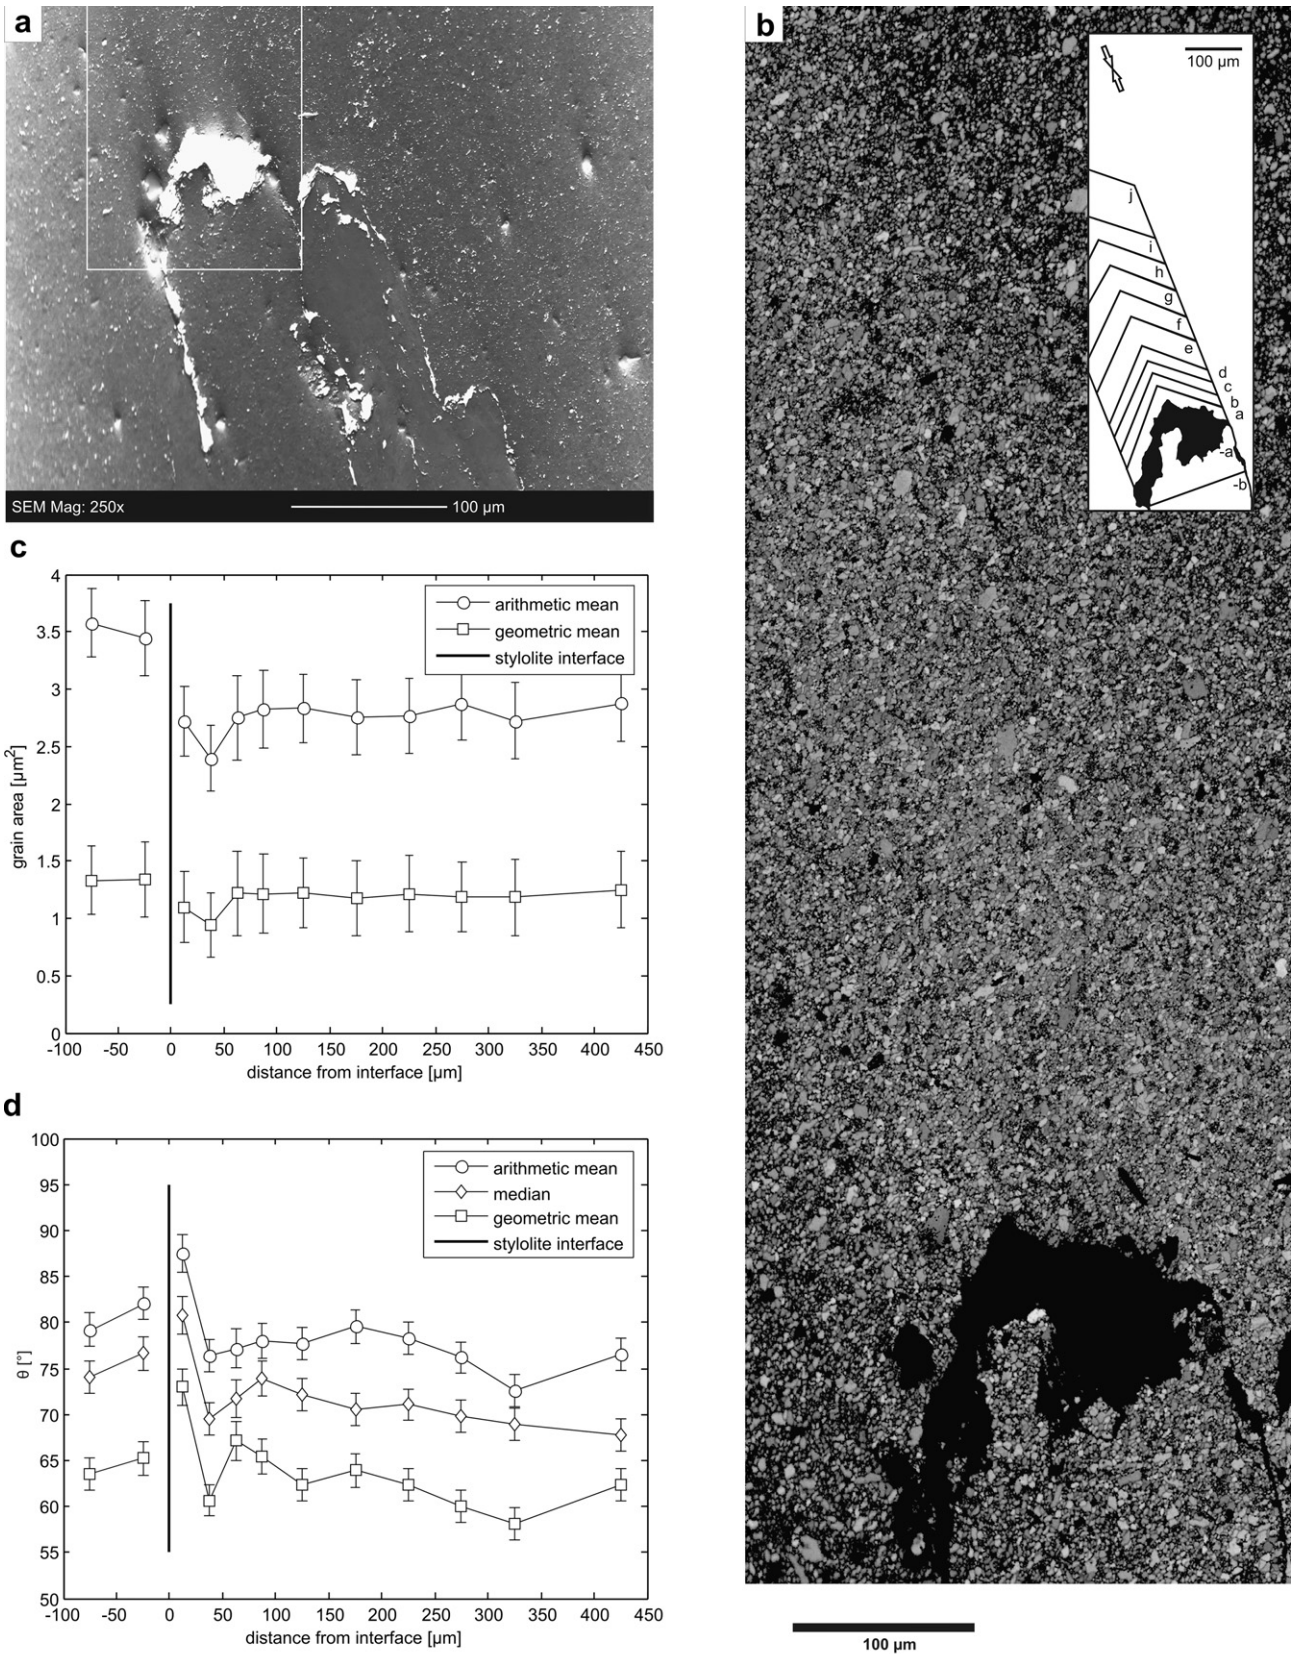 a
SEM Mag: 250x
100 µm
b
100 µm
j
i
h
g
f
e
d
c
b
a
-a
-b
100 µm
c
4
3.5
3
2.5
2
1.5
1
0.5
0
grain area [µm²]
arithmetic mean
geometric mean
stylolite interface
-100 -50 0 50 100 150 200 250 300 350 400 450
distance from interface [µm]
d
100
95
90
85
80
75
70
65
60
55
50
θ [°]
arithmetic mean
median
geometric mean
stylolite interface
-100 -50 0 50 100 150 200 250 300 350 400 450
distance from interface [µm]